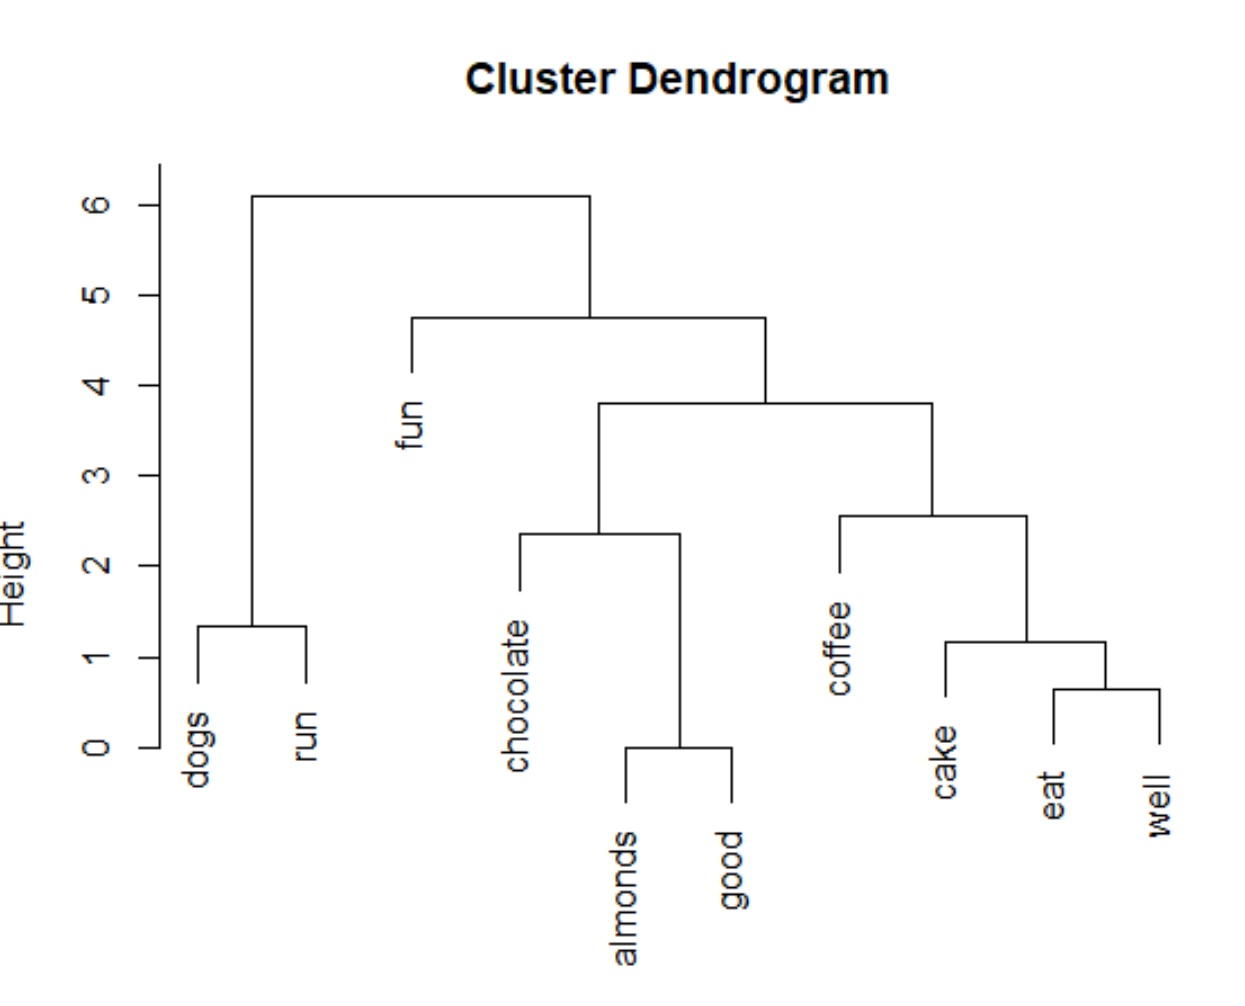 Cluster Dendrogram
Height
6
5
4
3
2
1
0
dogs
run
fun
chocolate
almonds
good
coffee
cake
eat
well